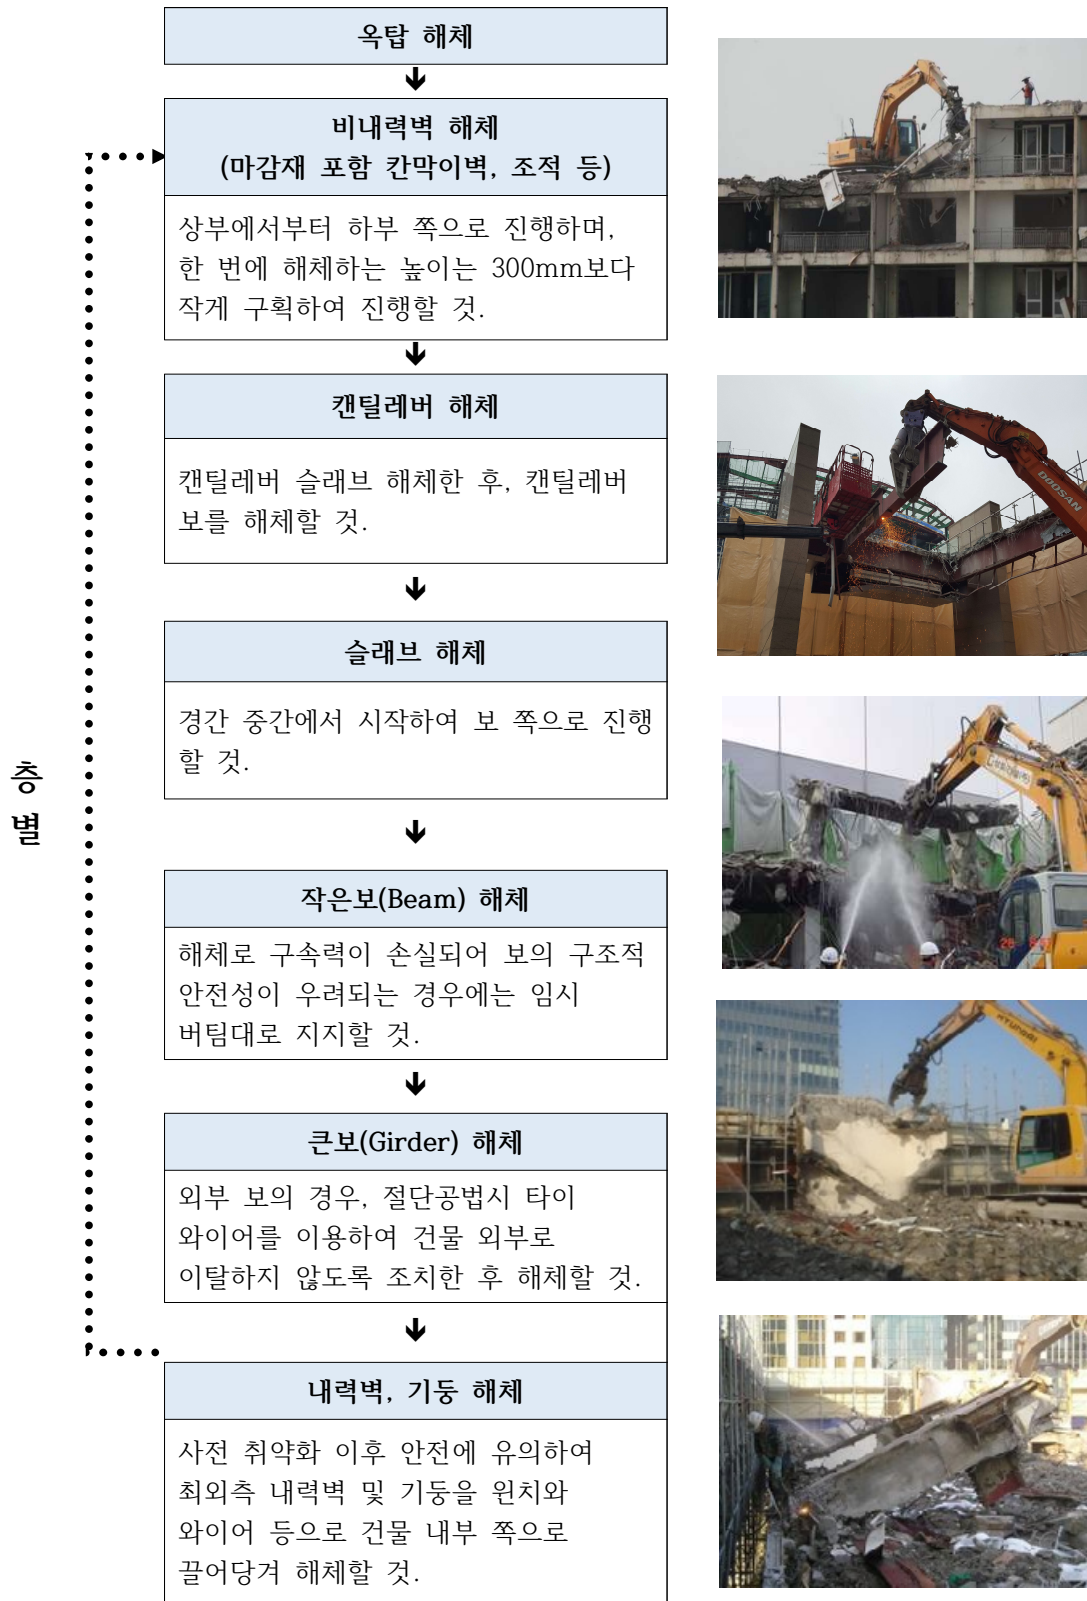 옥탑 해체
비내력벽 해체
(마감재 포함 칸막이벽, 조적 등)
상부에서부터 하부 쪽으로 진행하며,
한 번에 해체하는 높이는 300mm보다
작게 구획하여 진행할 것.
캔틸레버 해체
캔틸레버 슬래브 해체한 후, 캔틸레버
보를 해체할 것.
DOOSAN
슬래브 해체
경간 중간에서 시작하여 보 쪽으로 진행
할 것.
층
별
작은보(Beam) 해체
해체로 구속력이 손실되어 보의 구조적
안전성이 우려되는 경우에는 임시
버팀대로 지지할 것.
HYUNDAI
큰보(Girder) 해체
외부 보의 경우, 절단공법시 타이
와이어를 이용하여 건물 외부로
이탈하지 않도록 조치한 후 해체할 것.
내력벽, 기둥 해체
사전 취약화 이후 안전에 유의하여
최외측 내력벽 및 기둥을 윈치와
와이어 등으로 건물 내부 쪽으로
끌어당겨 해체할 것.